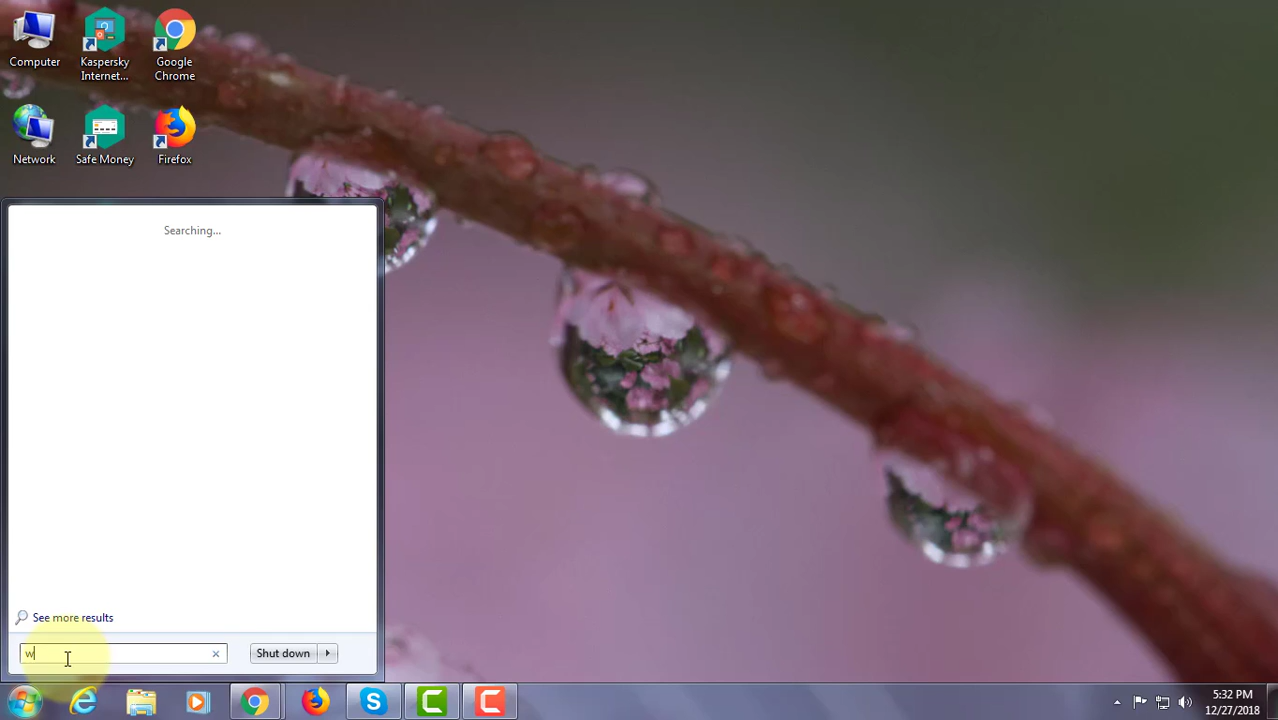 Computer
Kaspersky
Internet...
Google
Chrome
Network
Safe Money
Firefox
Searching...
See more results
w
Shut down
5:32 PM
12/27/2018